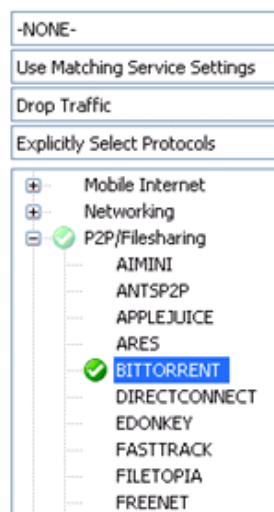 -NONE-
Use Matching Service Settings
Drop Traffic
Explicitly Select Protocols
Mobile Internet
Networking
P2P/Filesharing
AIMINI
ANTSP2P
APPLEJUICE
ARES
BITTORRENT
DIRECTCONNECT
EDONKEY
FASTTRACK
FILETOPIA
FREENET